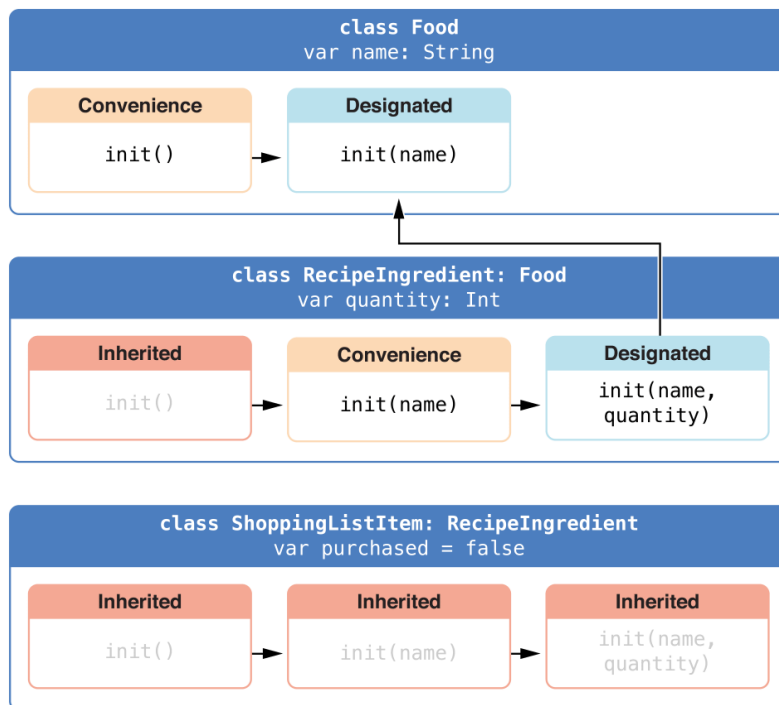 class Food
var name: String
Convenience
Designated
init()
init(name)
class RecipeIngredient: Food
var quantity: Int
Inherited
Convenience
Designated
init()
init(name)
init(name,
quantity)
class ShoppingListItem: RecipeIngredient
var purchased = false
Inherited
Inherited
Inherited
init()
init(name)
init(name,
quantity)